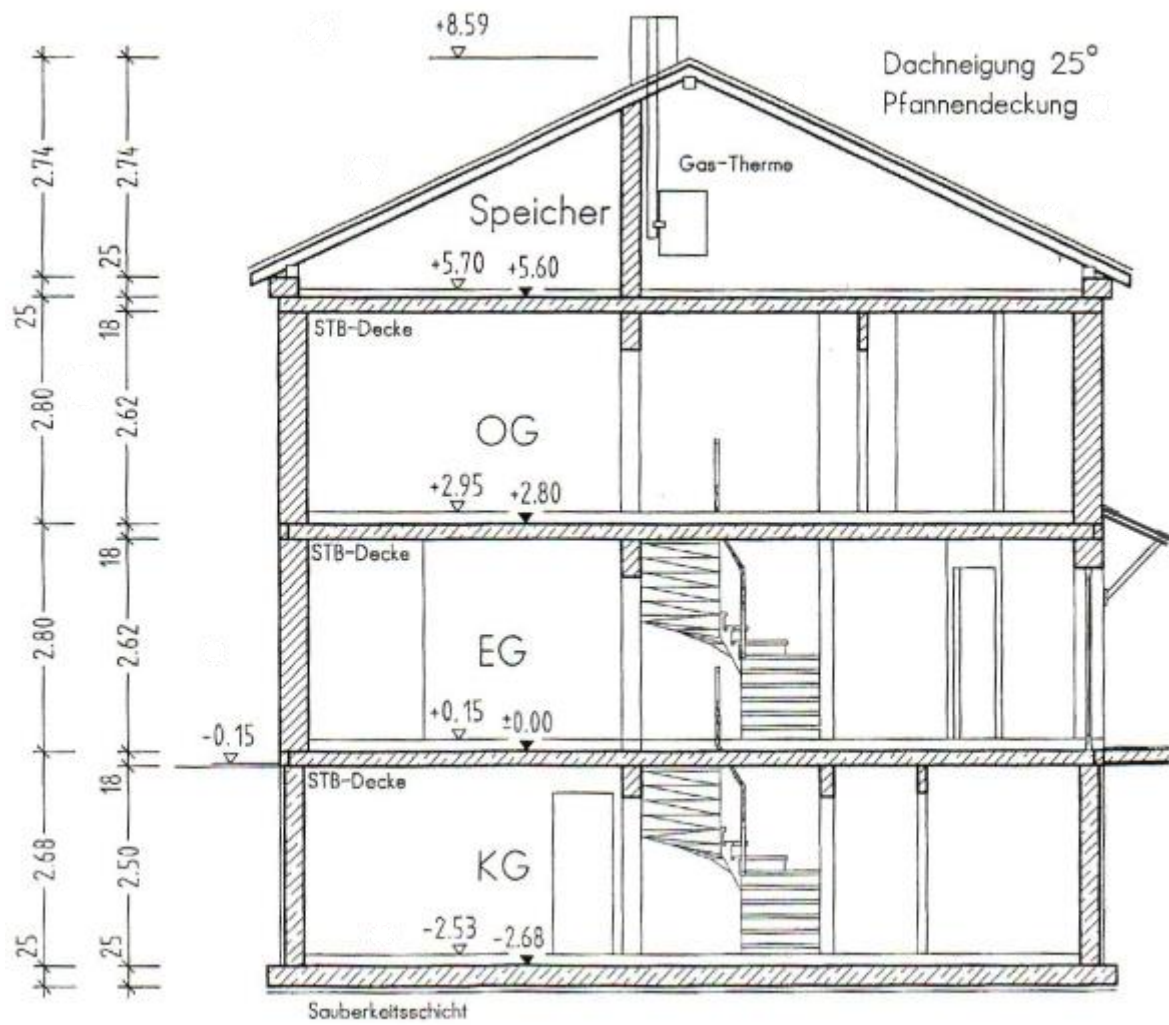 +8.59
Dachneigung 25°
Pfannendeckung
2.74
2.74
Gas-Therme
Speicher
+5.70
+5.60
25
25
18
STB-Decke
2.80
2.62
OG
+2.95
+2.80
18
STB-Decke
2.80
2.62
EG
+0.15
±0.00
-0.15
18
STB-Decke
2.68
2.50
KG
-2.53
-2.68
25
25
Sauberkeitsschicht